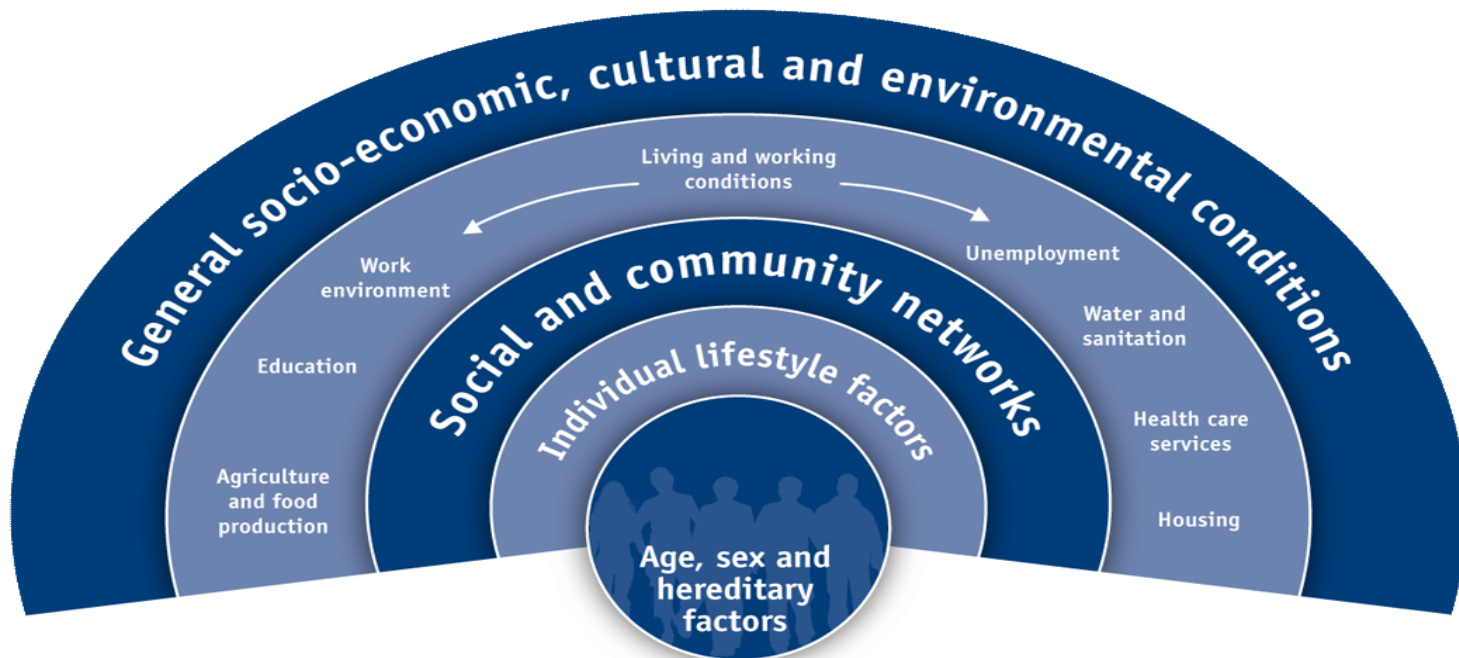 General socio-economic, cultural and environmental conditions
Living and working
conditions
Work
environment
Unemployment
Education
Water and
sanitation
Agriculture
and food
production
Health care
services
Housing
Social and community networks
Individual lifestyle factors
Age, sex and
hereditary
factors